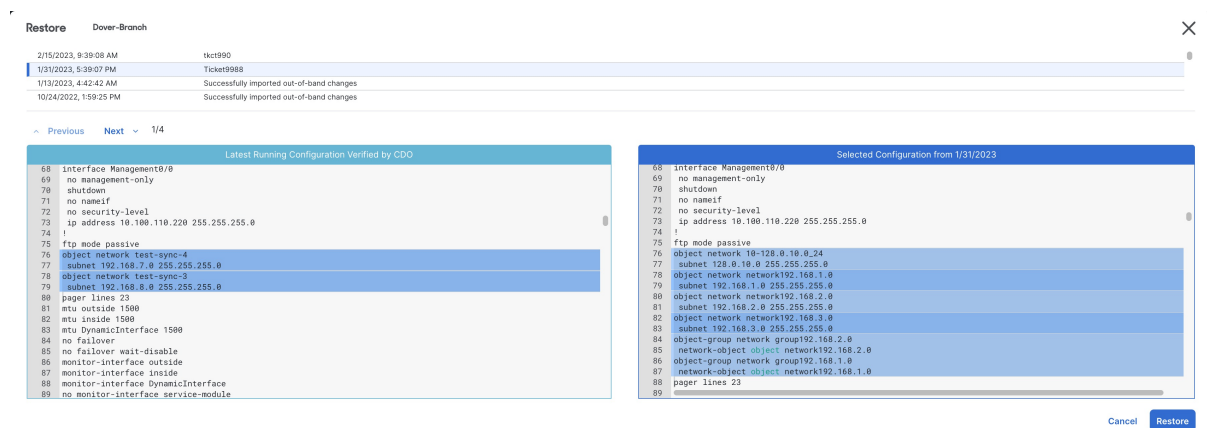 Restore Dover-Branch
2/15/2023, 9:39:08 AM tkct990
1/31/2023, 5:39:07 PM Ticket9988
1/13/2023, 4:42:42 AM Successfully imported out-of-band changes
10/24/2022, 1:59:25 PM Successfully imported out-of-band changes
Previous Next 1/4
Latest Running Configuration Verified by CDO
68 interface Management0/0
69 no management-only
70 shutdown
71 no nameif
72 no security-level
73 ip address 10.100.110.220 255.255.255.0
74 !
75 ftp mode passive
76 object network test-sync-4
77 subnet 192.168.7.0 255.255.255.0
78 object network test-sync-3
79 subnet 192.168.8.0 255.255.255.0
80 pager lines 23
81 mtu outside 1500
82 mtu inside 1500
83 mtu DynamicInterface 1500
84 no failover
85 no failover wait-disable
86 monitor-interface outside
87 monitor-interface inside
88 monitor-interface DynamicInterface
89 no monitor-interface service-module
Selected Configuration from 1/31/2023
68 interface Management0/0
69 no management-only
70 shutdown
71 no nameif
72 no security-level
73 ip address 10.100.110.220 255.255.255.0
74 !
75 ftp mode passive
76 object network 10-128.0.10.0_24
77 subnet 128.0.10.0 255.255.255.0
78 object network network192.168.1.0
79 subnet 192.168.1.0 255.255.255.0
80 object network network192.168.2.0
81 subnet 192.168.2.0 255.255.255.0
82 object network network192.168.3.0
83 subnet 192.168.3.0 255.255.255.0
84 object-group network group192.168.2.0
85 network-object object network192.168.2.0
86 object-group network group192.168.1.0
87 network-object object network192.168.1.0
88 pager lines 23
89
Cancel Restore